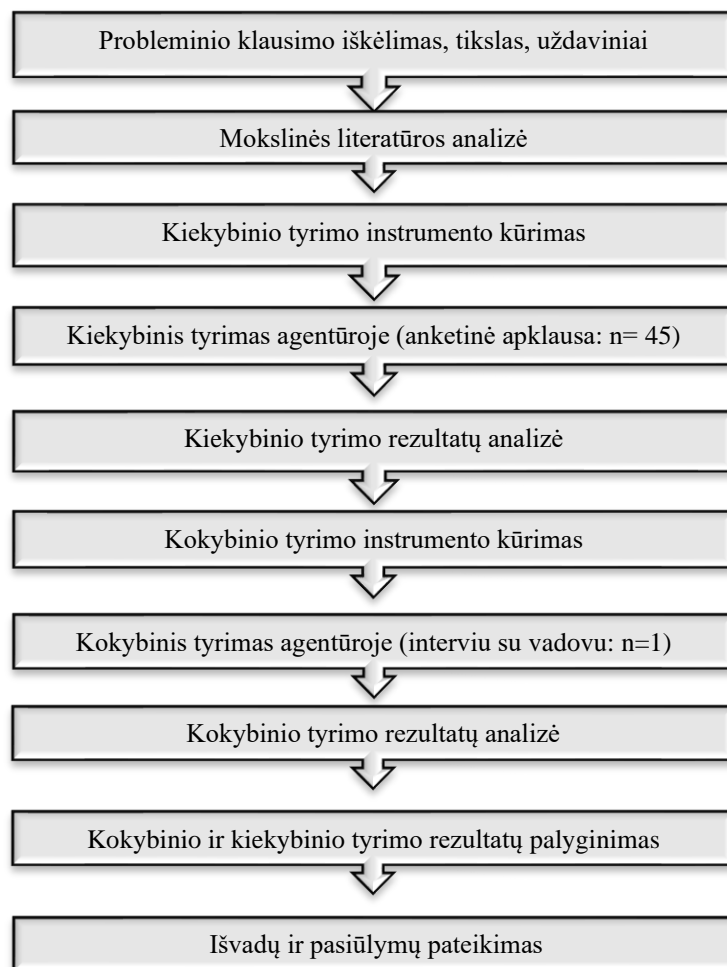 Probleminio klausimo iškėlimas, tikslas, uždaviniai
Mokslinės literatūros analizė
Kiekybinio tyrimo instrumento kūrimas
Kiekybinis tyrimas agentūroje (anketinė apklausa: n= 45)
Kiekybinio tyrimo rezultatų analizė
Kokybinio tyrimo instrumento kūrimas
Kokybinis tyrimas agentūroje (interviu su vadovu: n=1)
Kokybinio tyrimo rezultatų analizė
Kokybinio ir kiekybinio tyrimo rezultatų palyginimas
Išvadų ir pasiūlymų pateikimas